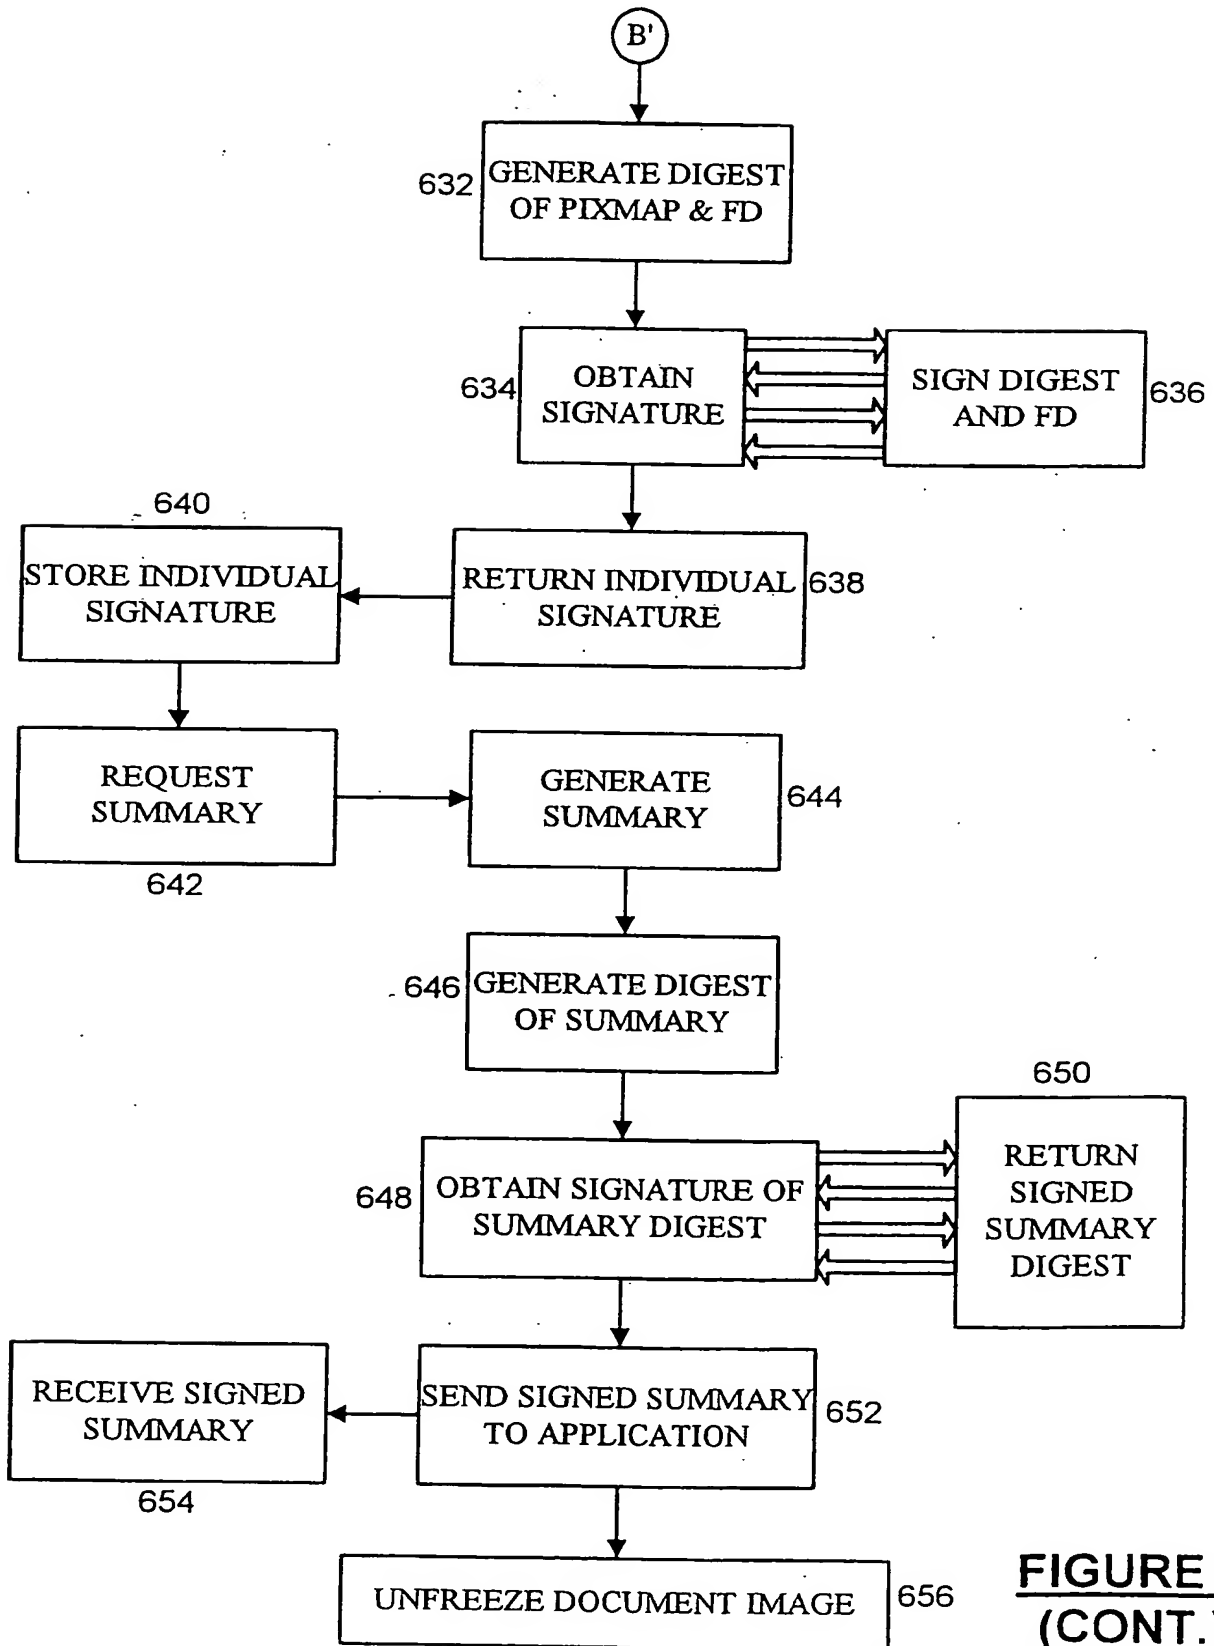 B'
632
GENERATE DIGEST
OF PIXMAP & FD
634
OBTAIN
SIGNATURE
SIGN DIGEST
AND FD
636
640
STORE INDIVIDUAL
SIGNATURE
RETURN INDIVIDUAL
SIGNATURE
638
REQUEST
SUMMARY
642
GENERATE
SUMMARY
644
646
GENERATE DIGEST
OF SUMMARY
648
OBTAIN SIGNATURE OF
SUMMARY DIGEST
650
RETURN
SIGNED
SUMMARY
DIGEST
RECEIVE SIGNED
SUMMARY
654
SEND SIGNED SUMMARY
TO APPLICATION
652
UNFREEZE DOCUMENT IMAGE
656
FIGURE
(CONT.